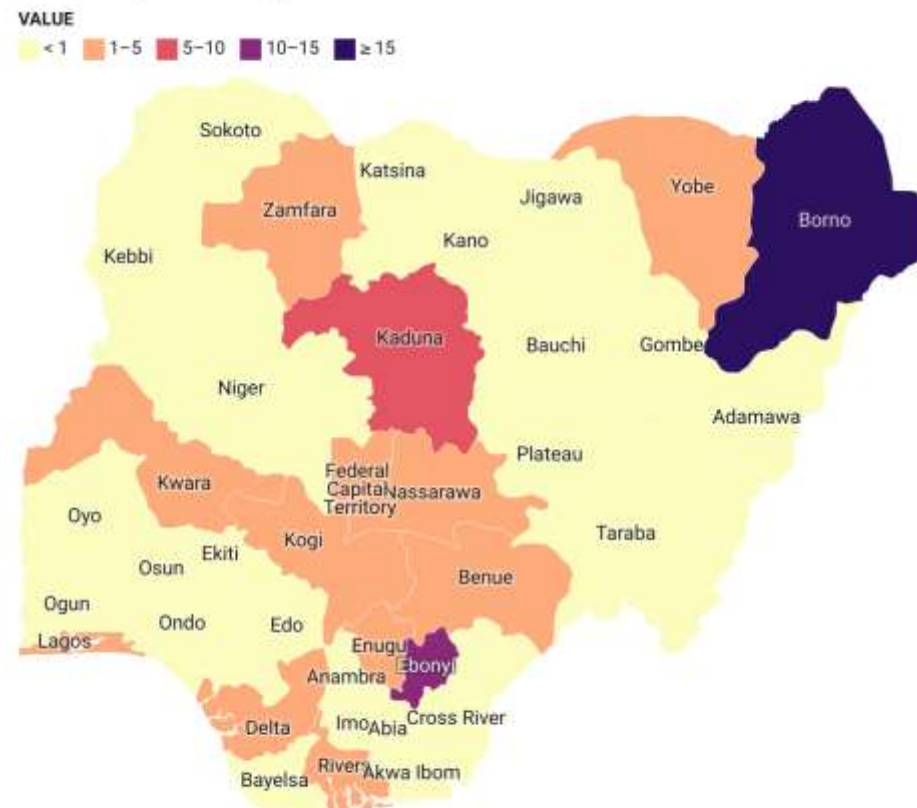 VALUE
< 1 1–5 5–10 10–15 ≥ 15
Sokoto
Katsina
Yobe
Jigawa
Zamfara
Borno
Kano
Kebbi
Kaduna
Bauchi
Gombe
Niger
Adamawa
Plateau
Federal
Capital
Territory
Nassarawa
Kwara
Oyo
Taraba
Kogi
Ekiti
Osun
Benue
Ogun
Ondo
Edo
Lagos
Enugu
Ebonyi
Anambra
Cross River
Imo
Abia
Delta
Rivers
Akwa Ibom
Bayelsa